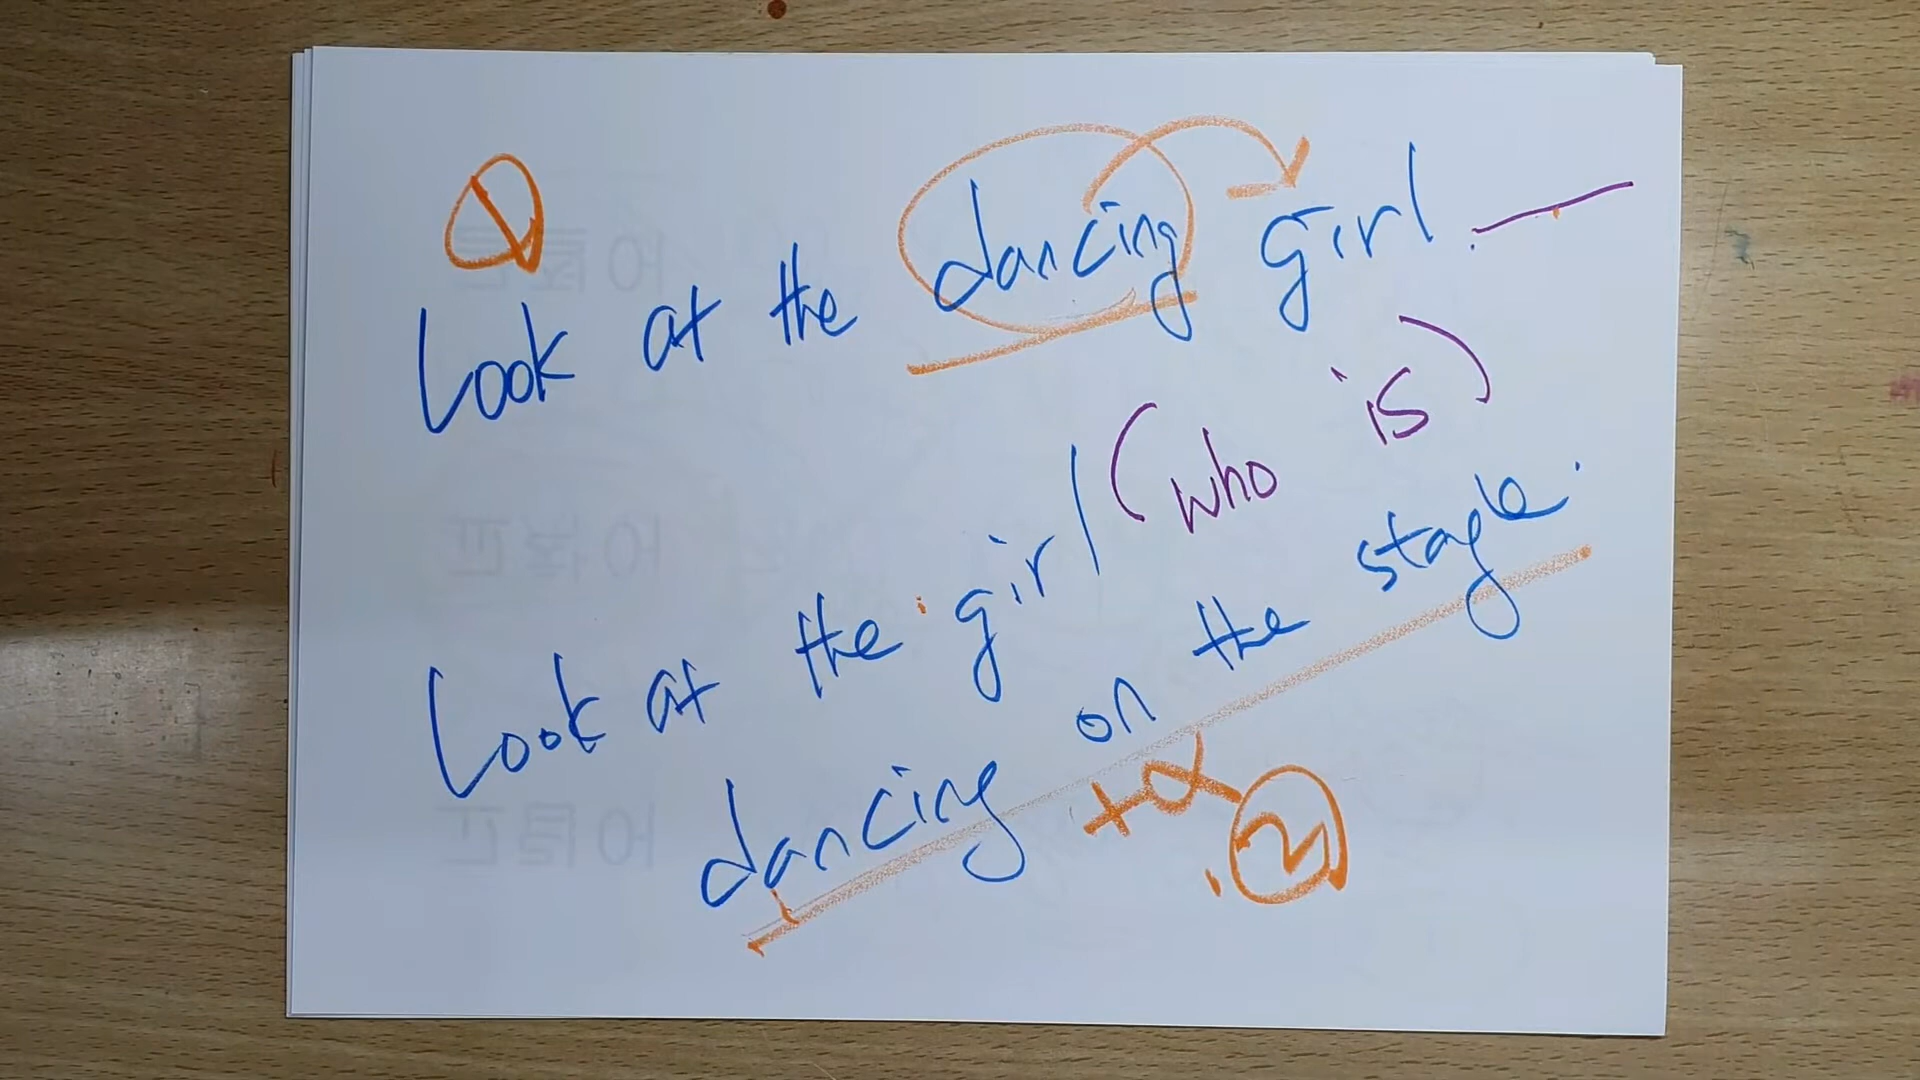 ①
Look at the dancing girl.
Look at the girl (who is)
dancing on the stage.
+α
②